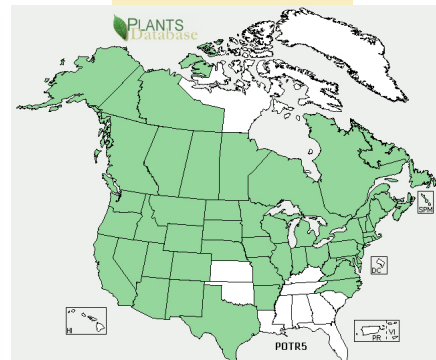 PLANTS
Database
SPM
DC
HI
PR
VI
POTR5